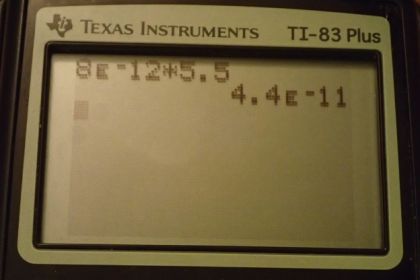 TEXAS INSTRUMENTS TI-83 Plus
8ᴇ-12*5.5
4.4ᴇ-11